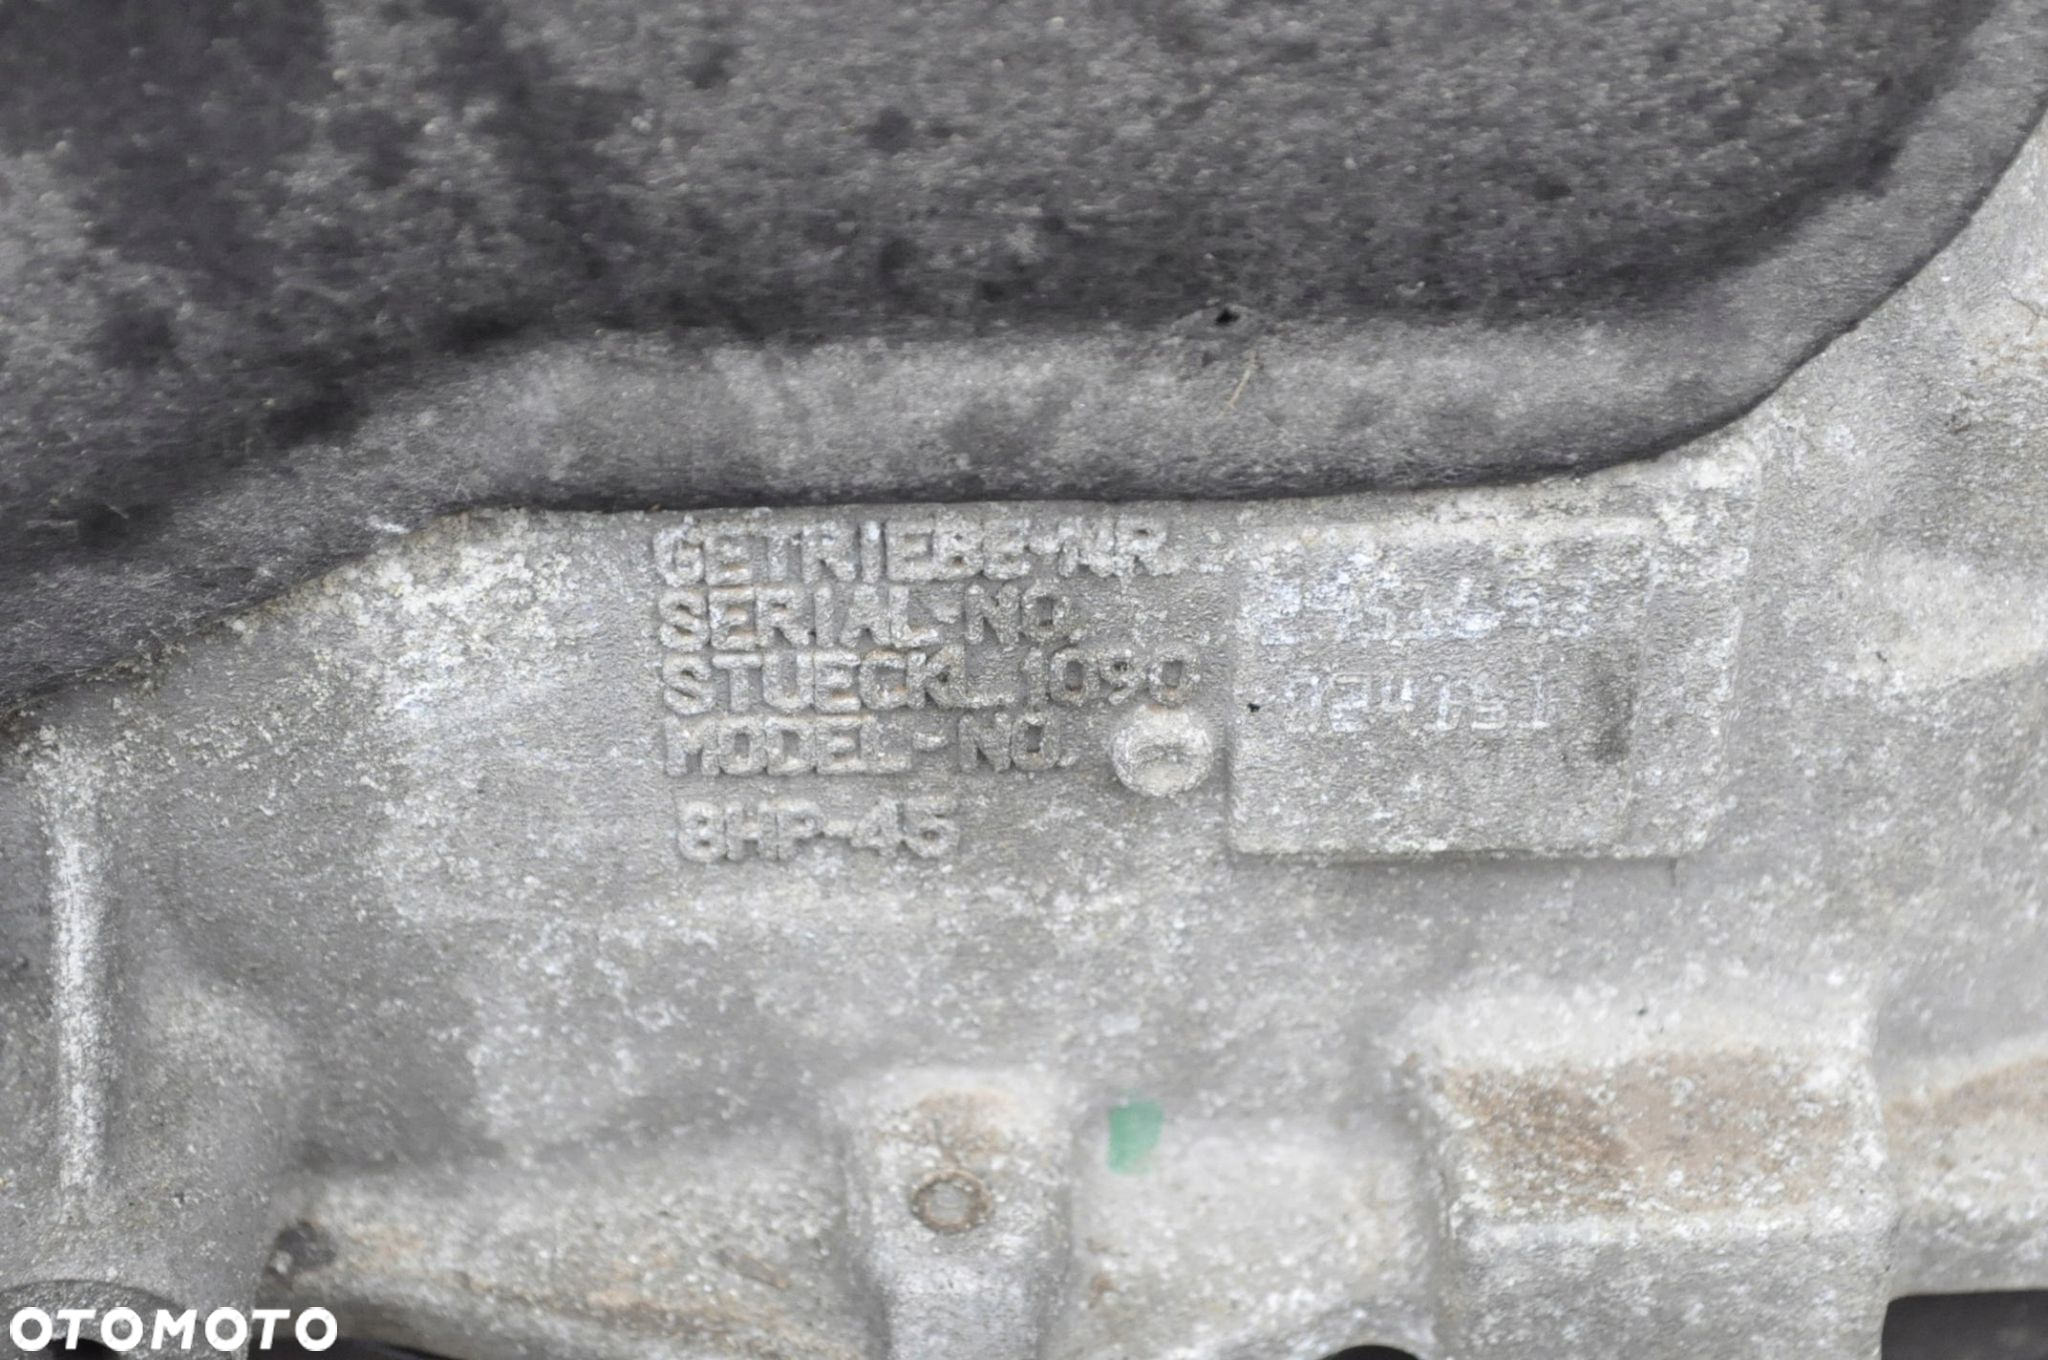 GETRIEBE-NR.
SERIAL-NO.
STUECKL.1090
MODEL-NO.
8HP-45
OTOMOTO